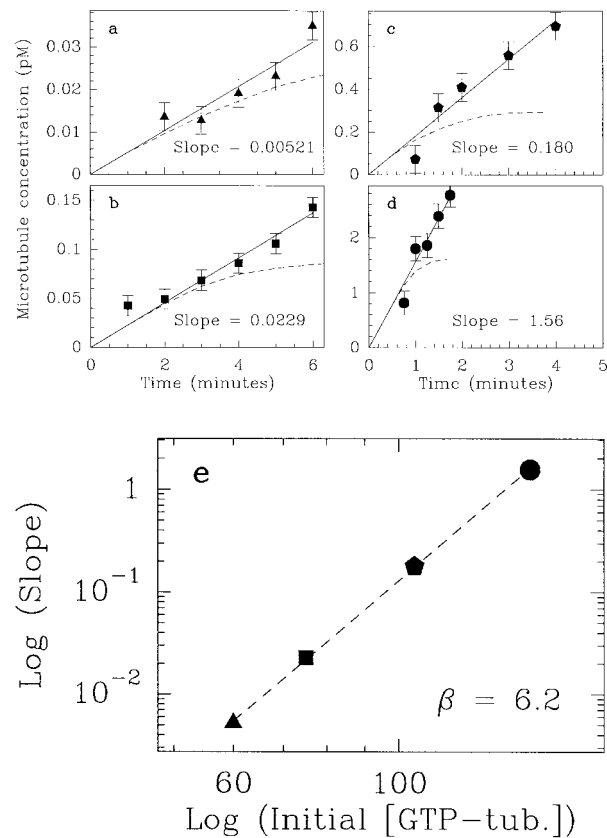 Microtubule concentration (pM)
a
0.03
0.02
0.01
0
Slope − 0.00521
c
0.6
0.4
0.2
0
Slope = 0.180
b
0.15
0.10
0.05
0
Slope = 0.0229
d
2
1
0
Slope − 1.56
0 2 4 6
Time (minutes)
0 1 2 3 4 5
Time (minutes)
e
1
10−1
10−2
β = 6.2
60 100
Log (Slope)
Log (Initial [GTP−tub.])